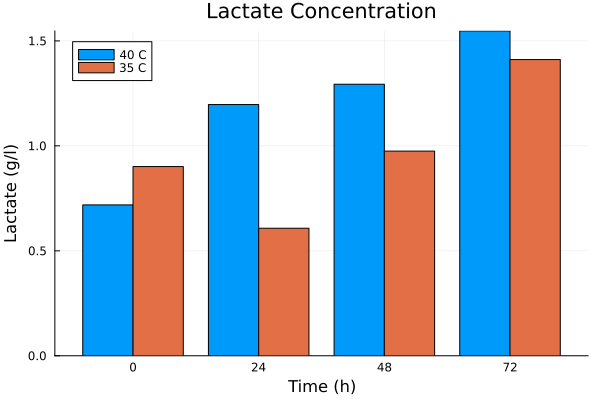 Lactate Concentration
40 C
35 C
Lactate (g/l)
1.5
1.0
0.5
0.0
0 24 48 72
Time (h)